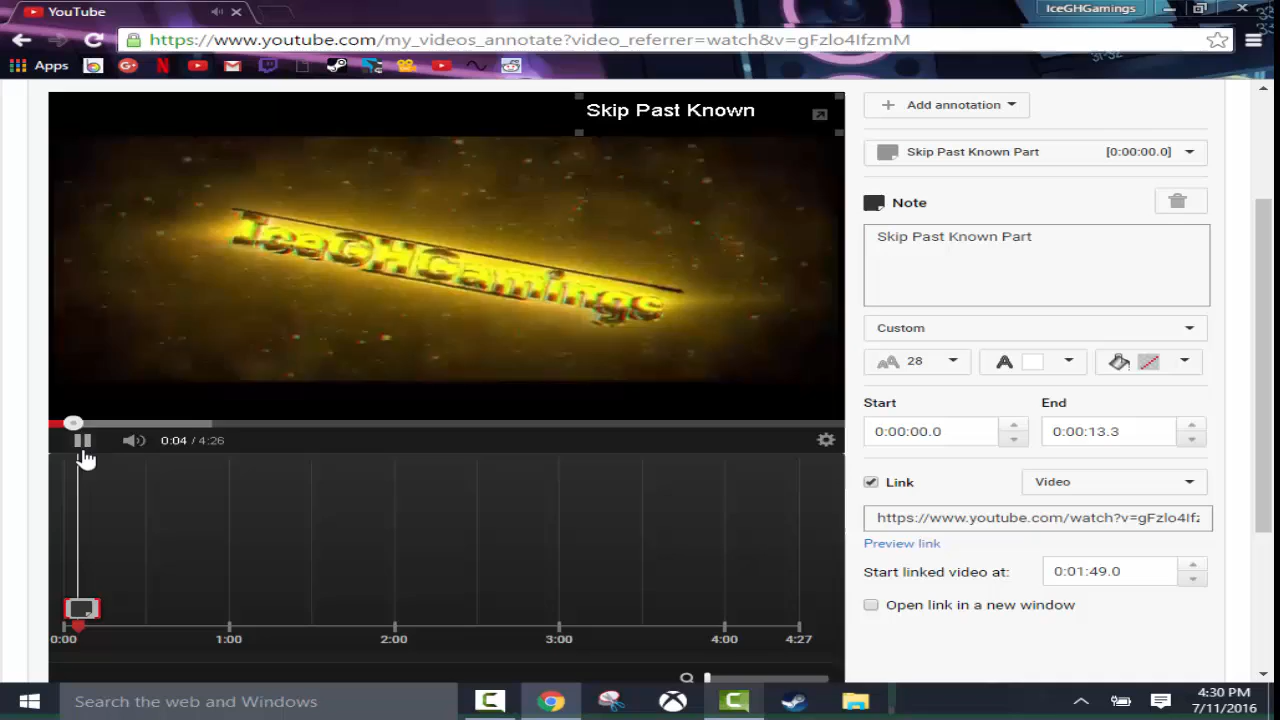 YouTube
IceGHGamings
https://www.youtube.com/my_videos_annotate?video_referrer=watch&v=gFzlo4IfzmM
Apps
Skip Past Known
IceGHGamings
0:04 / 4:26
0:00 1:00 2:00 3:00 4:00 4:27
Add annotation
Skip Past Known Part [0:00:00.0]
Note
Skip Past Known Part
Custom
28
Start End
0:00:00.0 0:00:13.3
Link Video
https://www.youtube.com/watch?v=gFzlo4Ifz
Preview link
Start linked video at: 0:01:49.0
Open link in a new window
Search the web and Windows
4:30 PM
7/11/2016